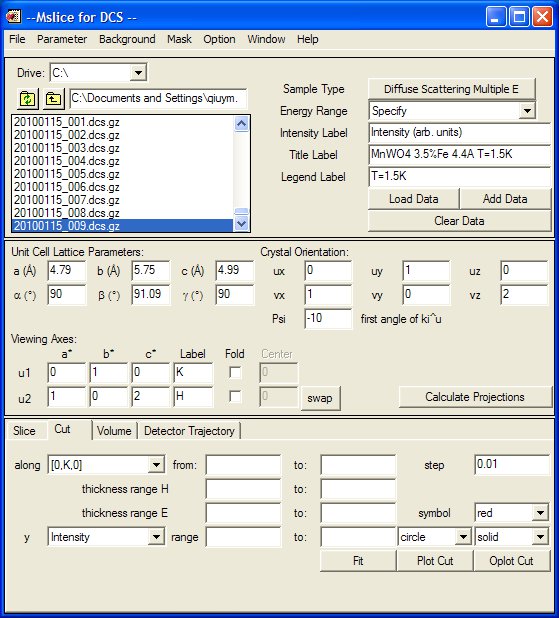 --Mslice for DCS --
File Parameter Background Mask Option Window Help
Drive: C:\
C:\Documents and Settings\qiuym.
20100115_001.dcs.gz
20100115_002.dcs.gz
20100115_003.dcs.gz
20100115_004.dcs.gz
20100115_005.dcs.gz
20100115_006.dcs.gz
20100115_007.dcs.gz
20100115_008.dcs.gz
20100115_009.dcs.gz
Sample Type Diffuse Scattering Multiple E
Energy Range Specify
Intensity Label Intensity (arb. units)
Title Label MnWO4 3.5%Fe 4.4A T=1.5K
Legend Label T=1.5K
Load Data Add Data
Clear Data
Unit Cell Lattice Parameters:
a (Å) 4.79 b (Å) 5.75 c (Å) 4.99
α (°) 90 β (°) 91.09 γ (°) 90
Crystal Orientation:
ux 0 uy 1 uz 0
vx 1 vy 0 vz 2
Psi -10 first angle of ki^u
Viewing Axes:
a* b* c* Label Fold Center
u1 0 1 0 K 0
u2 1 0 2 H 0 swap
Calculate Projections
Slice Cut Volume Detector Trajectory
along [0,K,0] from: to: step 0.01
thickness range H to:
thickness range E to: symbol red
y Intensity range to: circle solid
Fit Plot Cut Oplot Cut